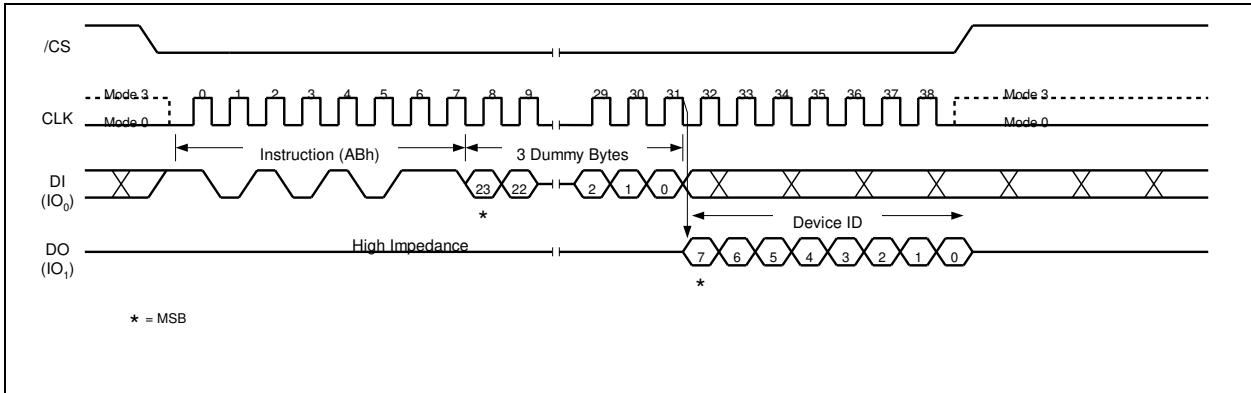 /CS
Mode 3 0 1 2 3 4 5 6 7 8 9 29 30 31 32 33 34 35 36 37 38 Mode 3
CLK Mode 0 Mode 0
Instruction (ABh) 3 Dummy Bytes
DI
(IO0) 23 22 2 1 0
* Device ID
High Impedance
DO
(IO1) 7 6 5 4 3 2 1 0
*
* = MSB